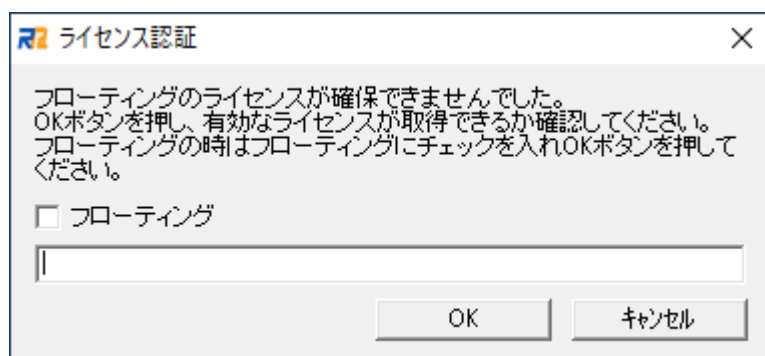 R2 ライセンス認証
フローティングのライセンスが確保できませんでした。
OKボタンを押し、有効なライセンスが取得できるか確認してください。
フローティングの時はフローティングにチェックを入れOKボタンを押して
ください。
フローティング
OK
キャンセル